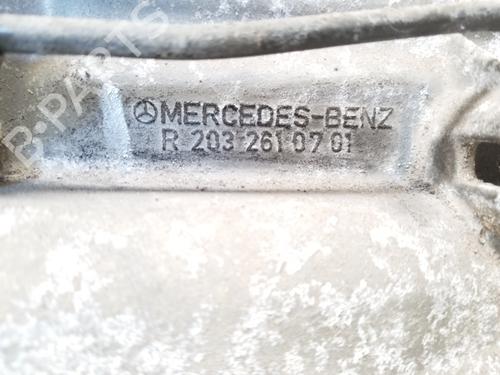 MERCEDES-BENZ
R 203 261 07 01
B-PARTS